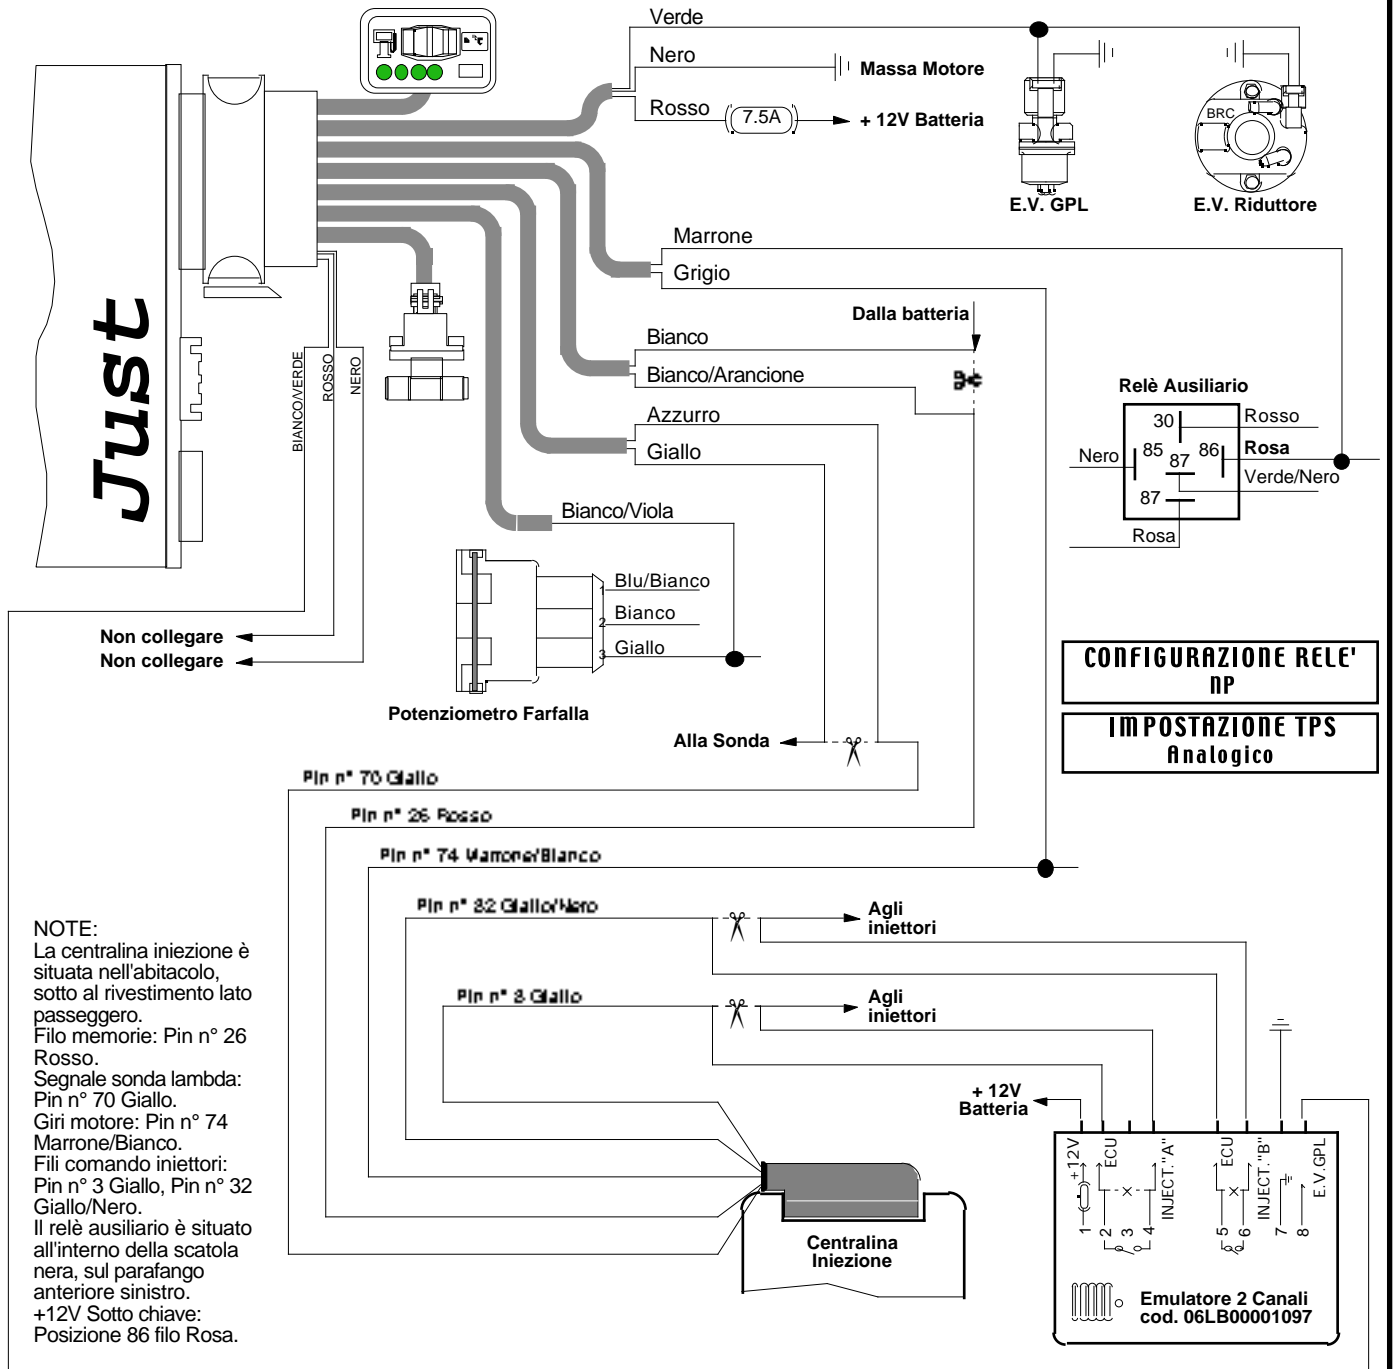 Verde
Nero
Massa Motore
Rosso
7.5A
+ 12V Batteria
BRC
E.V. GPL
E.V. Riduttore
Just
Marrone
Grigio
Dalla batteria
Bianco
Bianco/Arancione
Azzurro
Giallo
BIANCO/VERDE
ROSSO
NERO
Relè Ausiliario
30
Rosso
Nero
85
87
86
Rosa
Verde/Nero
87
Rosa
Bianco/Viola
1
Blu/Bianco
2
Bianco
3
Giallo
Non collegare
Non collegare
Potenziometro Farfalla
CONFIGURAZIONE RELE'
NP
IMPOSTAZIONE TPS
Analogico
Alla Sonda
Pin n° 70 Giallo
Pin n° 26 Rosso
Pin n° 74 Marrone/Bianco
Pin n° 32 Giallo/Nero
Agli
iniettori
Pin n° 3 Giallo
Agli
iniettori
NOTE:
La centralina iniezione è
situata nell'abitacolo,
sotto al rivestimento lato
passeggero.
Filo memorie: Pin n° 26
Rosso.
Segnale sonda lambda:
Pin n° 70 Giallo.
Giri motore: Pin n° 74
Marrone/Bianco.
Fili comando iniettori:
Pin n° 3 Giallo, Pin n° 32
Giallo/Nero.
Il relè ausiliario è situato
all'interno della scatola
nera, sul parafango
anteriore sinistro.
+12V Sotto chiave:
Posizione 86 filo Rosa.
+ 12V
Batteria
+12V
ECU
INJECT."A"
ECU
INJECT."B"
E.V.GPL
1
2
3
4
5
6
7
8
Centralina
Iniezione
Emulatore 2 Canali
cod. 06LB00001097